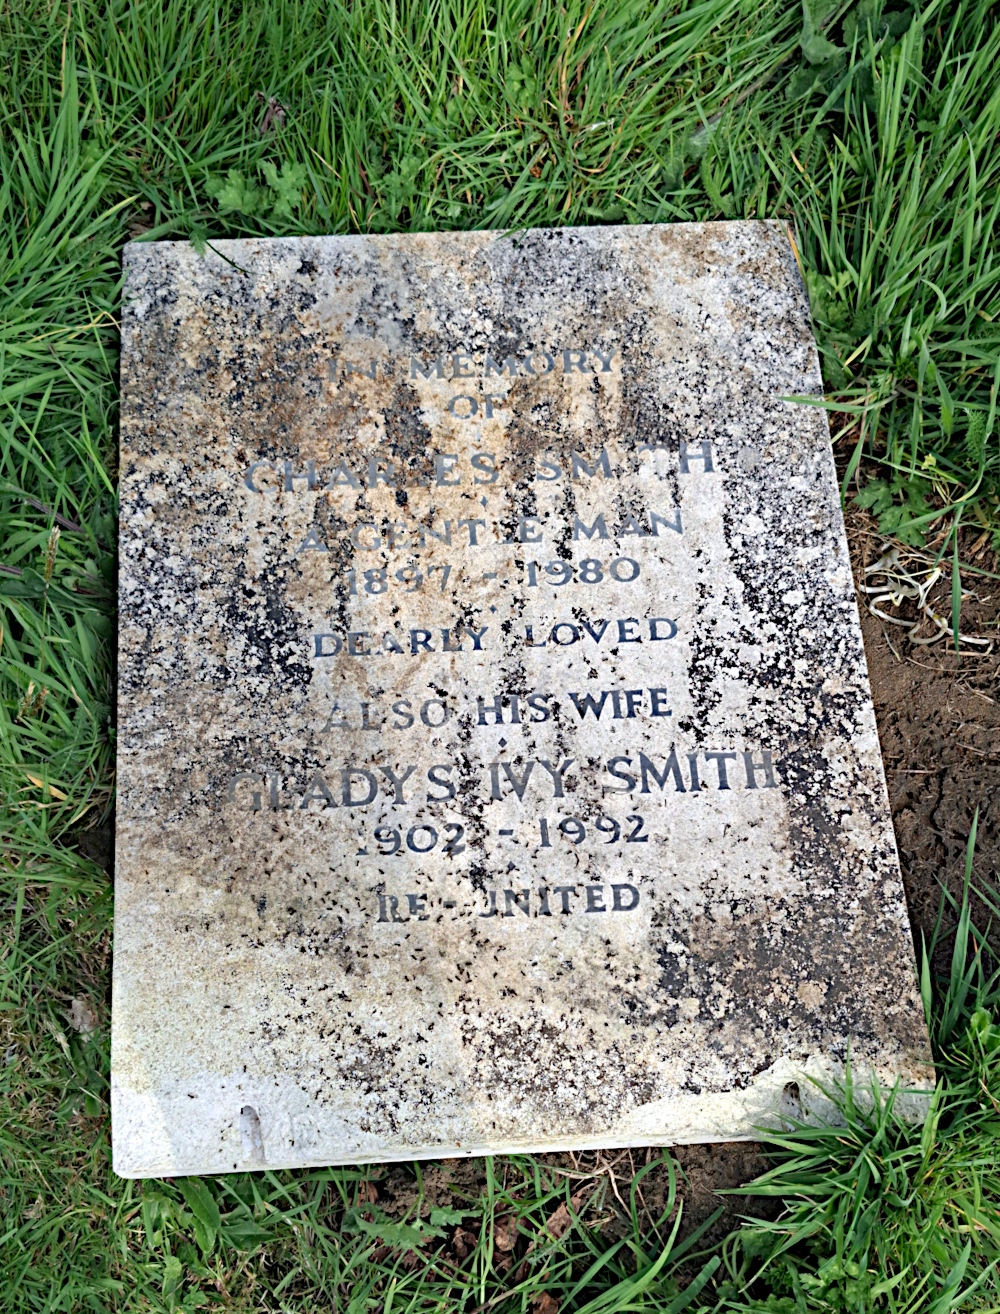 IN MEMORY
OF
CHARLES SMITH
A GENTLE MAN
1897 - 1980
DEARLY LOVED
ALSO HIS WIFE
GLADYS IVY SMITH
1902 - 1992
RE-UNITED